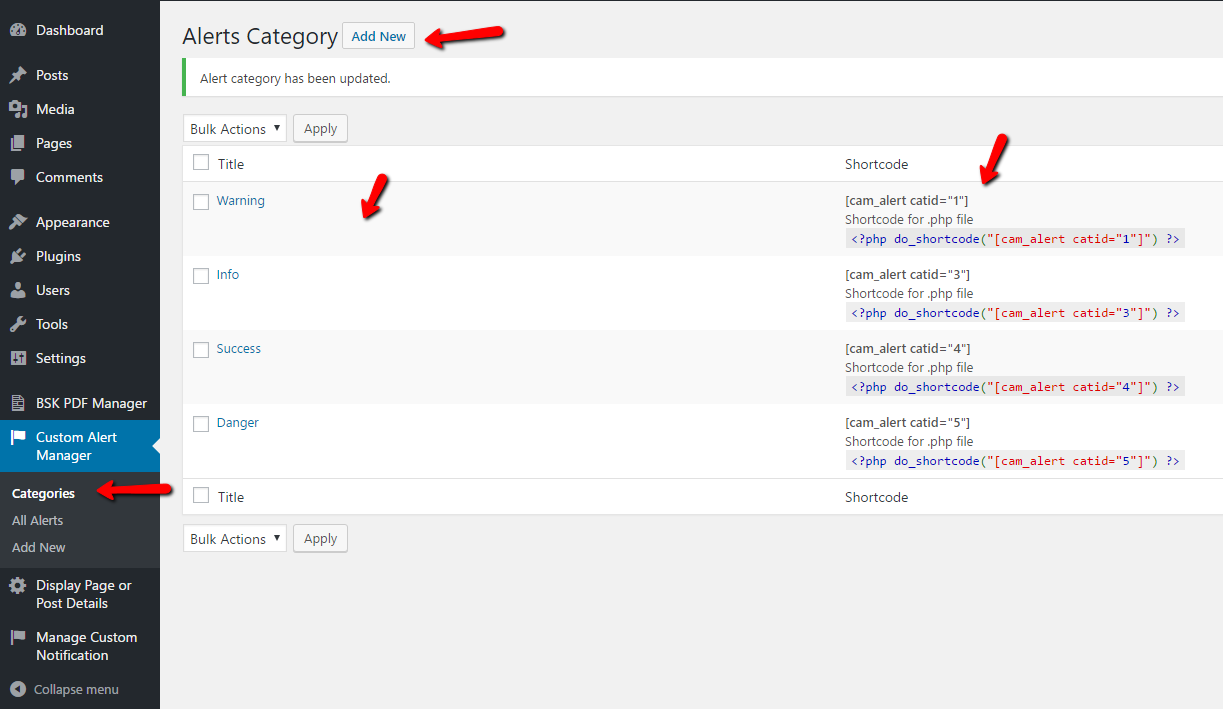 Dashboard
Posts
Media
Pages
Comments
Appearance
Plugins
Users
Tools
Settings
BSK PDF Manager
Custom Alert
Manager
Categories
All Alerts
Add New
Display Page or
Post Details
Manage Custom
Notification
Collapse menu
Alerts Category Add New
Alert category has been updated.
Bulk Actions Apply
Title Shortcode
Warning [cam_alert catid="1"]
Shortcode for .php file
<?php do_shortcode("[cam_alert catid="1"]") ?>
Info [cam_alert catid="3"]
Shortcode for .php file
<?php do_shortcode("[cam_alert catid="3"]") ?>
Success [cam_alert catid="4"]
Shortcode for .php file
<?php do_shortcode("[cam_alert catid="4"]") ?>
Danger [cam_alert catid="5"]
Shortcode for .php file
<?php do_shortcode("[cam_alert catid="5"]") ?>
Title Shortcode
Bulk Actions Apply